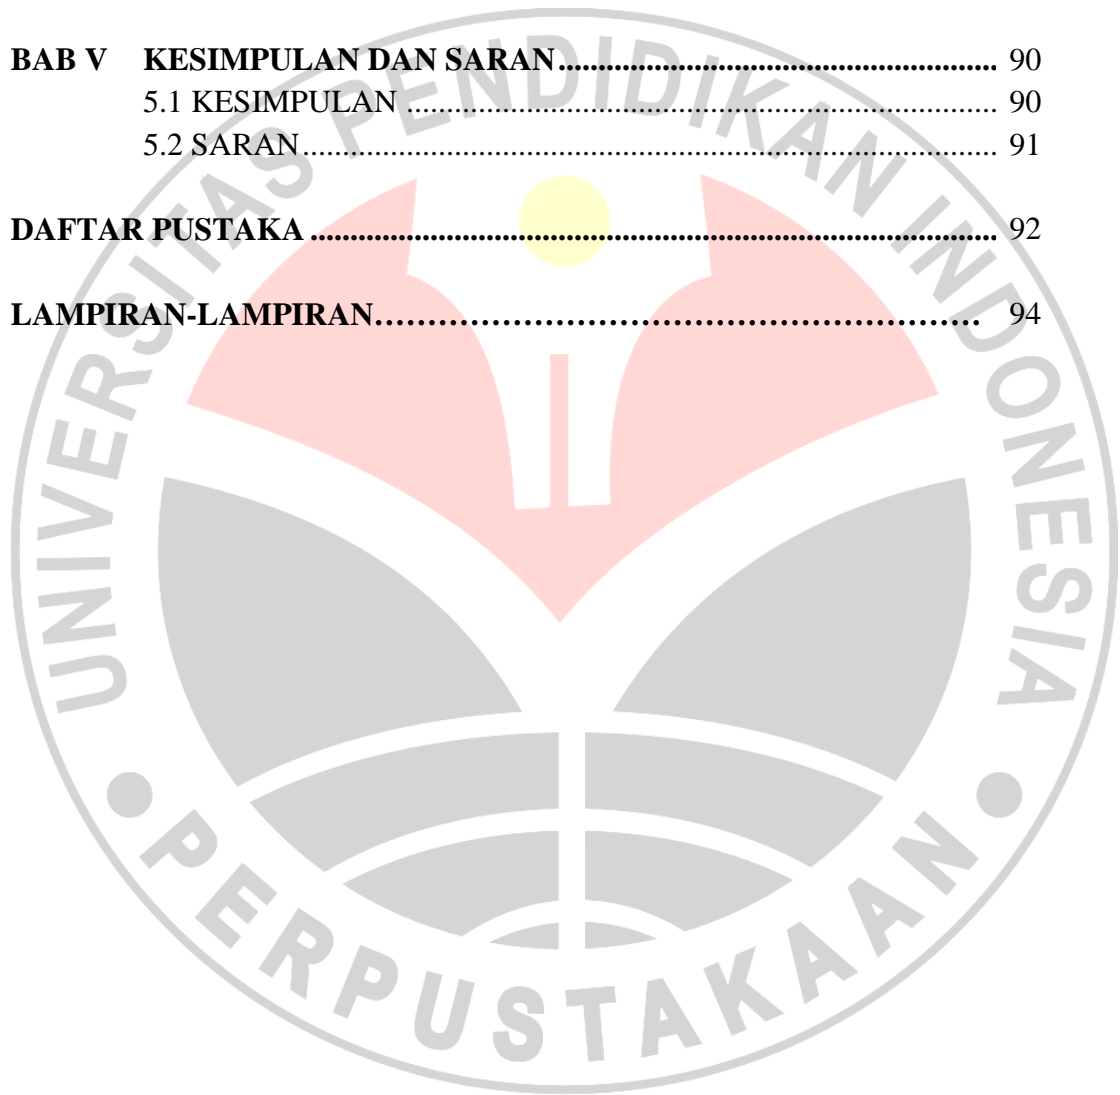 BAB V KESIMPULAN DAN SARAN........................................................ 90
5.1 KESIMPULAN ........................................................................... 90
5.2 SARAN........................................................................................ 91
DAFTAR PUSTAKA ....................................................................................... 92
LAMPIRAN-LAMPIRAN………………………………………………… 94
UNIVERSITAS PENDIDIKAN INDONESIA
PERPUSTAKAAN